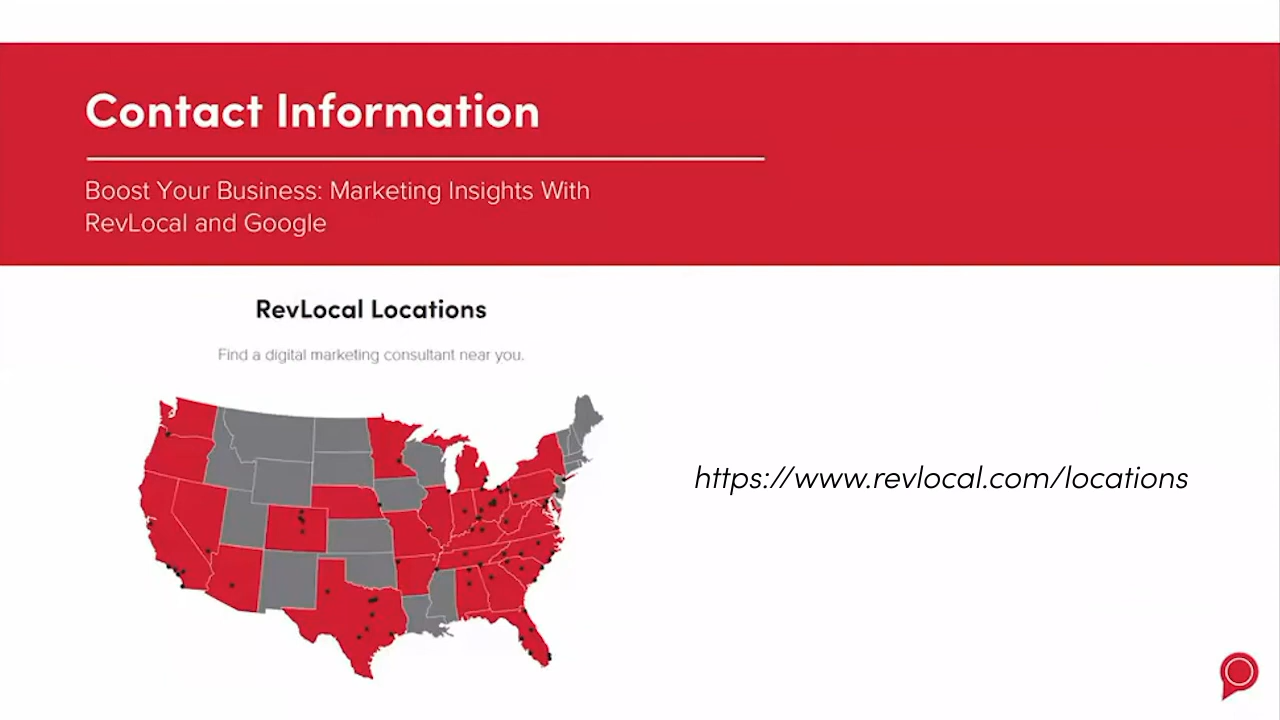 Contact Information
Boost Your Business: Marketing Insights With
RevLocal and Google
RevLocal Locations
Find a digital marketing consultant near you.
https://www.revlocal.com/locations